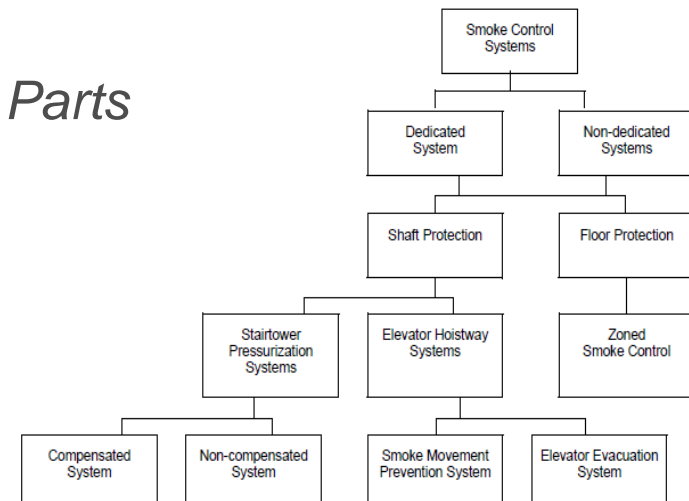 Smoke Control
Systems
Parts
Dedicated
System
Non-dedicated
Systems
Shaft Protection
Floor Protection
Stairtower
Pressurization
Systems
Elevator Hoistway
Systems
Zoned
Smoke Control
Compensated
System
Non-compensated
System
Smoke Movement
Prevention System
Elevator Evacuation
System